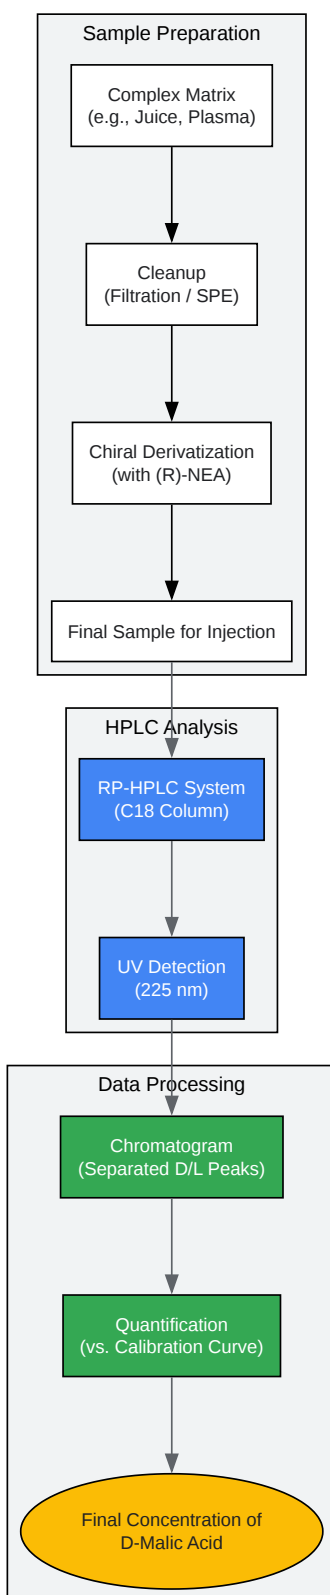 Sample Preparation
Complex Matrix
(e.g., Juice, Plasma)
Cleanup
(Filtration / SPE)
Chiral Derivatization
(with (R)-NEA)
Final Sample for Injection
HPLC Analysis
RP-HPLC System
(C18 Column)
UV Detection
(225 nm)
Data Processing
Chromatogram
(Separated D/L Peaks)
Quantification
(vs. Calibration Curve)
Final Concentration of
D-Malic Acid